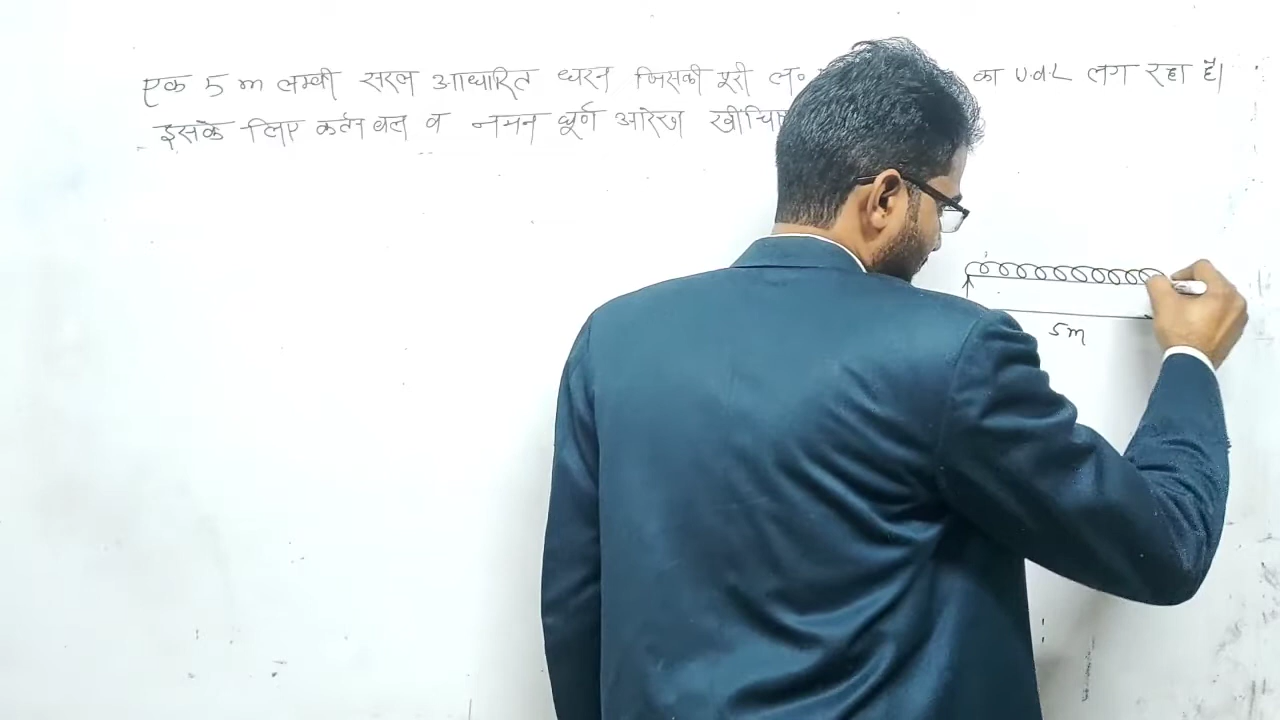 एक 5 m लम्बी सरल आधारित धरन जिसकी पूरी ल० का U.d.L लग रहा है।
इसके लिए कर्तन बल व नमन घूर्ण आरेख
5m